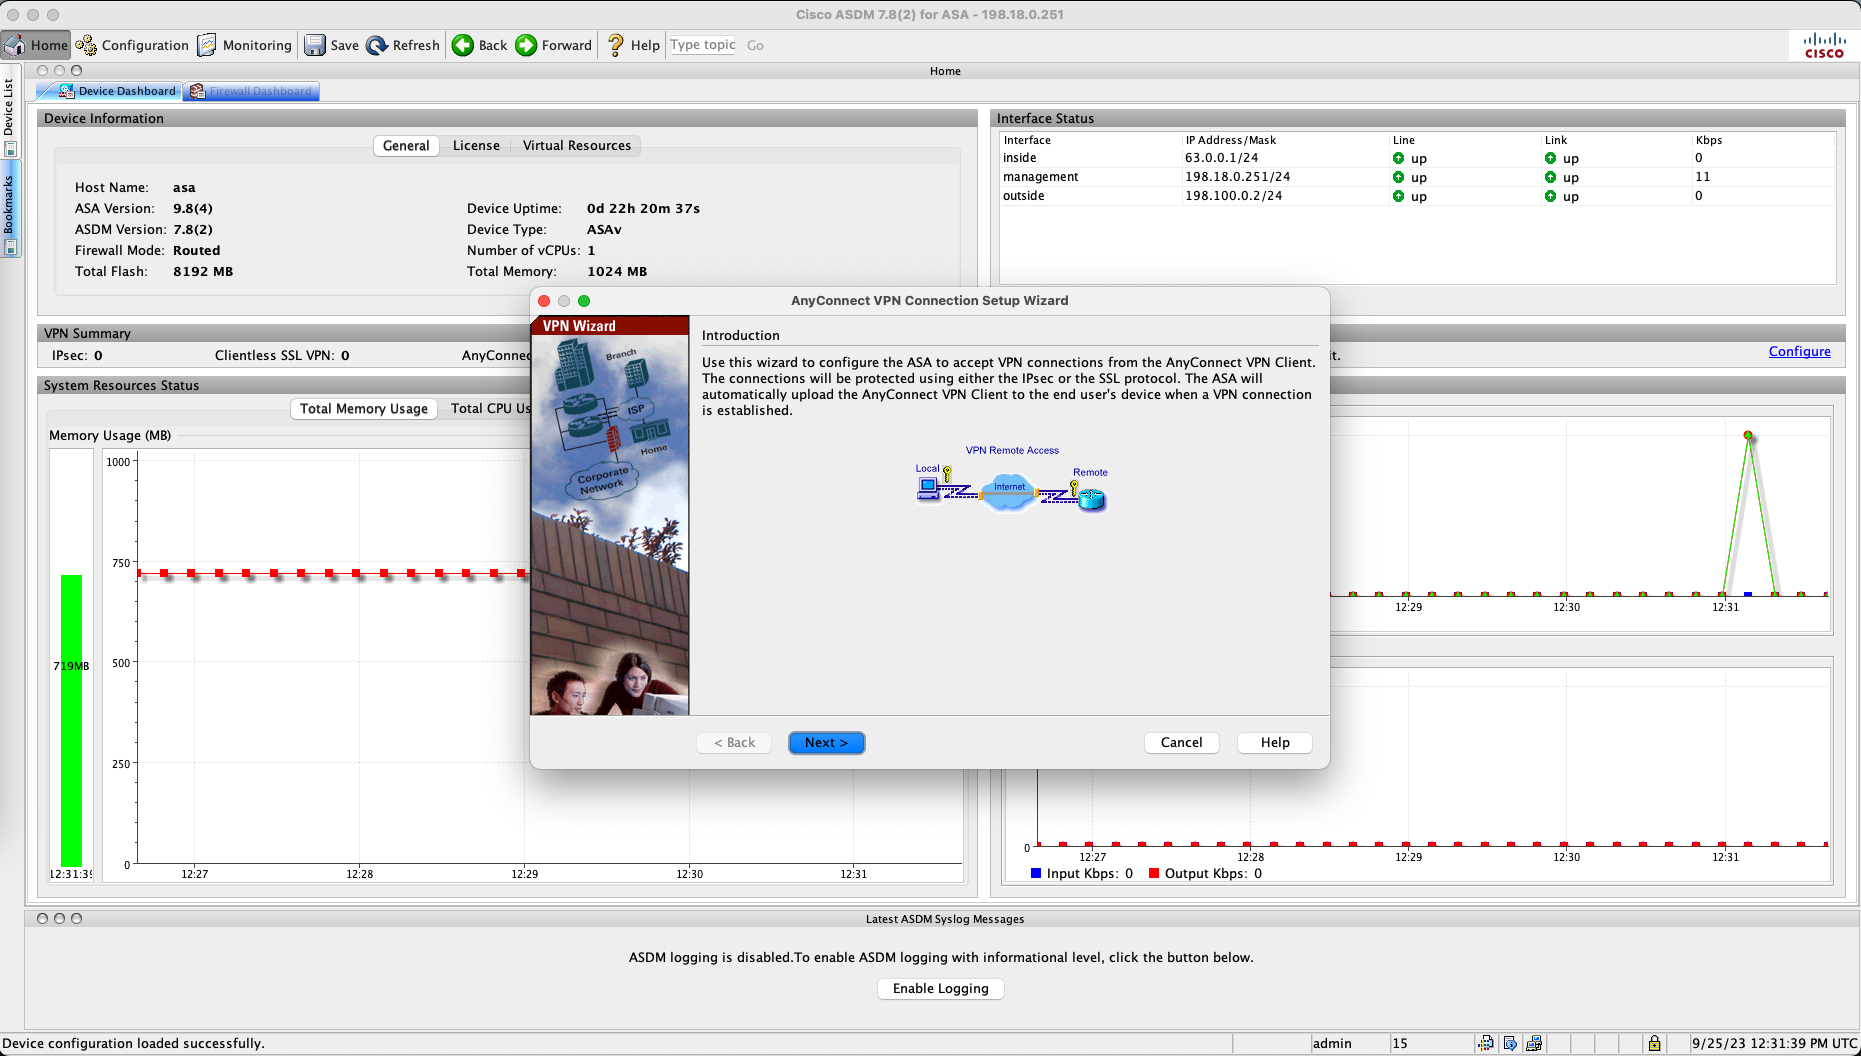 Cisco ASDM 7.8(2) for ASA - 198.18.0.251
Home Configuration Monitoring Save Refresh Back Forward Help Type topic Go
CISCO
Home
Device List
Bookmarks
Device Dashboard Firewall Dashboard
Device Information
General License Virtual Resources
Host Name: asa
ASA Version: 9.8(4) Device Uptime: 0d 22h 20m 37s
ASDM Version: 7.8(2) Device Type: ASAv
Firewall Mode: Routed Number of vCPUs: 1
Total Flash: 8192 MB Total Memory: 1024 MB
Interface Status
Interface IP Address/Mask Line Link Kbps
inside 63.0.0.1/24 up up 0
management 198.18.0.251/24 up up 11
outside 198.100.0.2/24 up up 0
VPN Summary
IPsec: 0 Clientless SSL VPN: 0 AnyConnec
it. Configure
System Resources Status
Total Memory Usage Total CPU Us
Memory Usage (MB)
1000
750
500
250
0
719MB
12:31:39
12:27 12:28 12:29 12:30 12:31
AnyConnect VPN Connection Setup Wizard
VPN Wizard
Branch
ISP
Home
Corporate
Network
Introduction
Use this wizard to configure the ASA to accept VPN connections from the AnyConnect VPN Client.
The connections will be protected using either the IPsec or the SSL protocol. The ASA will
automatically upload the AnyConnect VPN Client to the end user's device when a VPN connection
is established.
VPN Remote Access
Local
Internet
Remote
< Back Next > Cancel Help
12:29 12:30 12:31
0
12:27 12:28 12:29 12:30 12:31
Input Kbps: 0 Output Kbps: 0
Latest ASDM Syslog Messages
ASDM logging is disabled.To enable ASDM logging with informational level, click the button below.
Enable Logging
Device configuration loaded successfully. admin 15 9/25/23 12:31:39 PM UTC